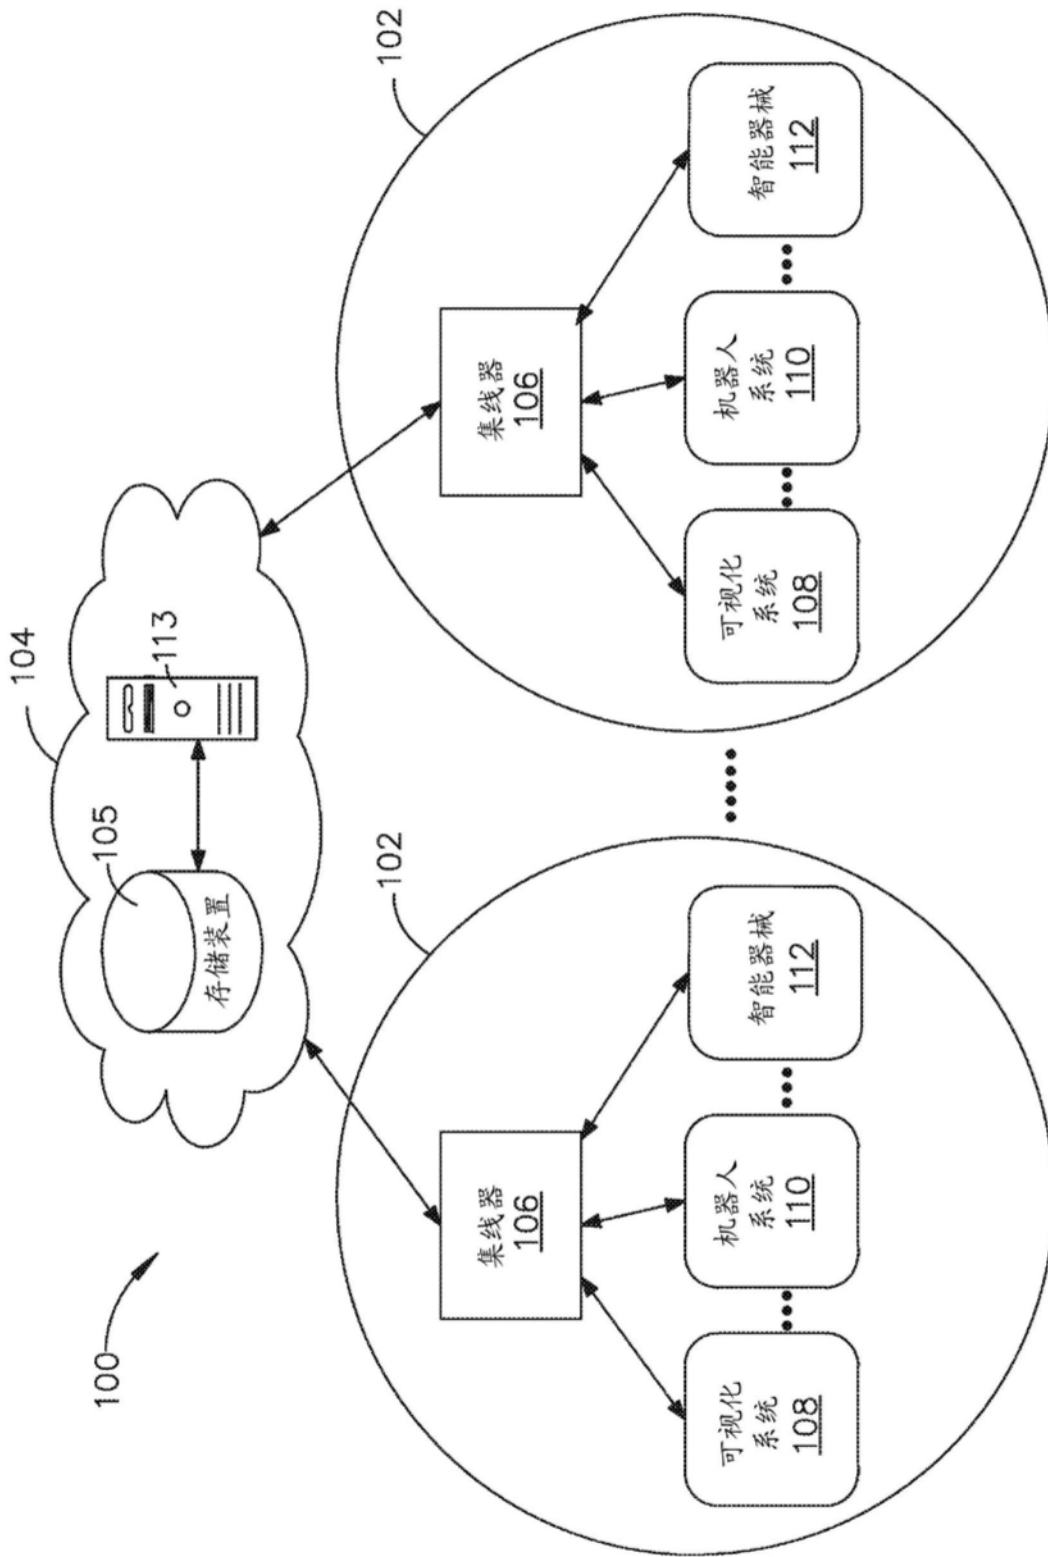 100
104
105
113
存储装置
102
集线器
106
可视化
系统
108
机器人
系统
110
智能器械
112
102
集线器
106
可视化
系统
108
机器人
系统
110
智能器械
112